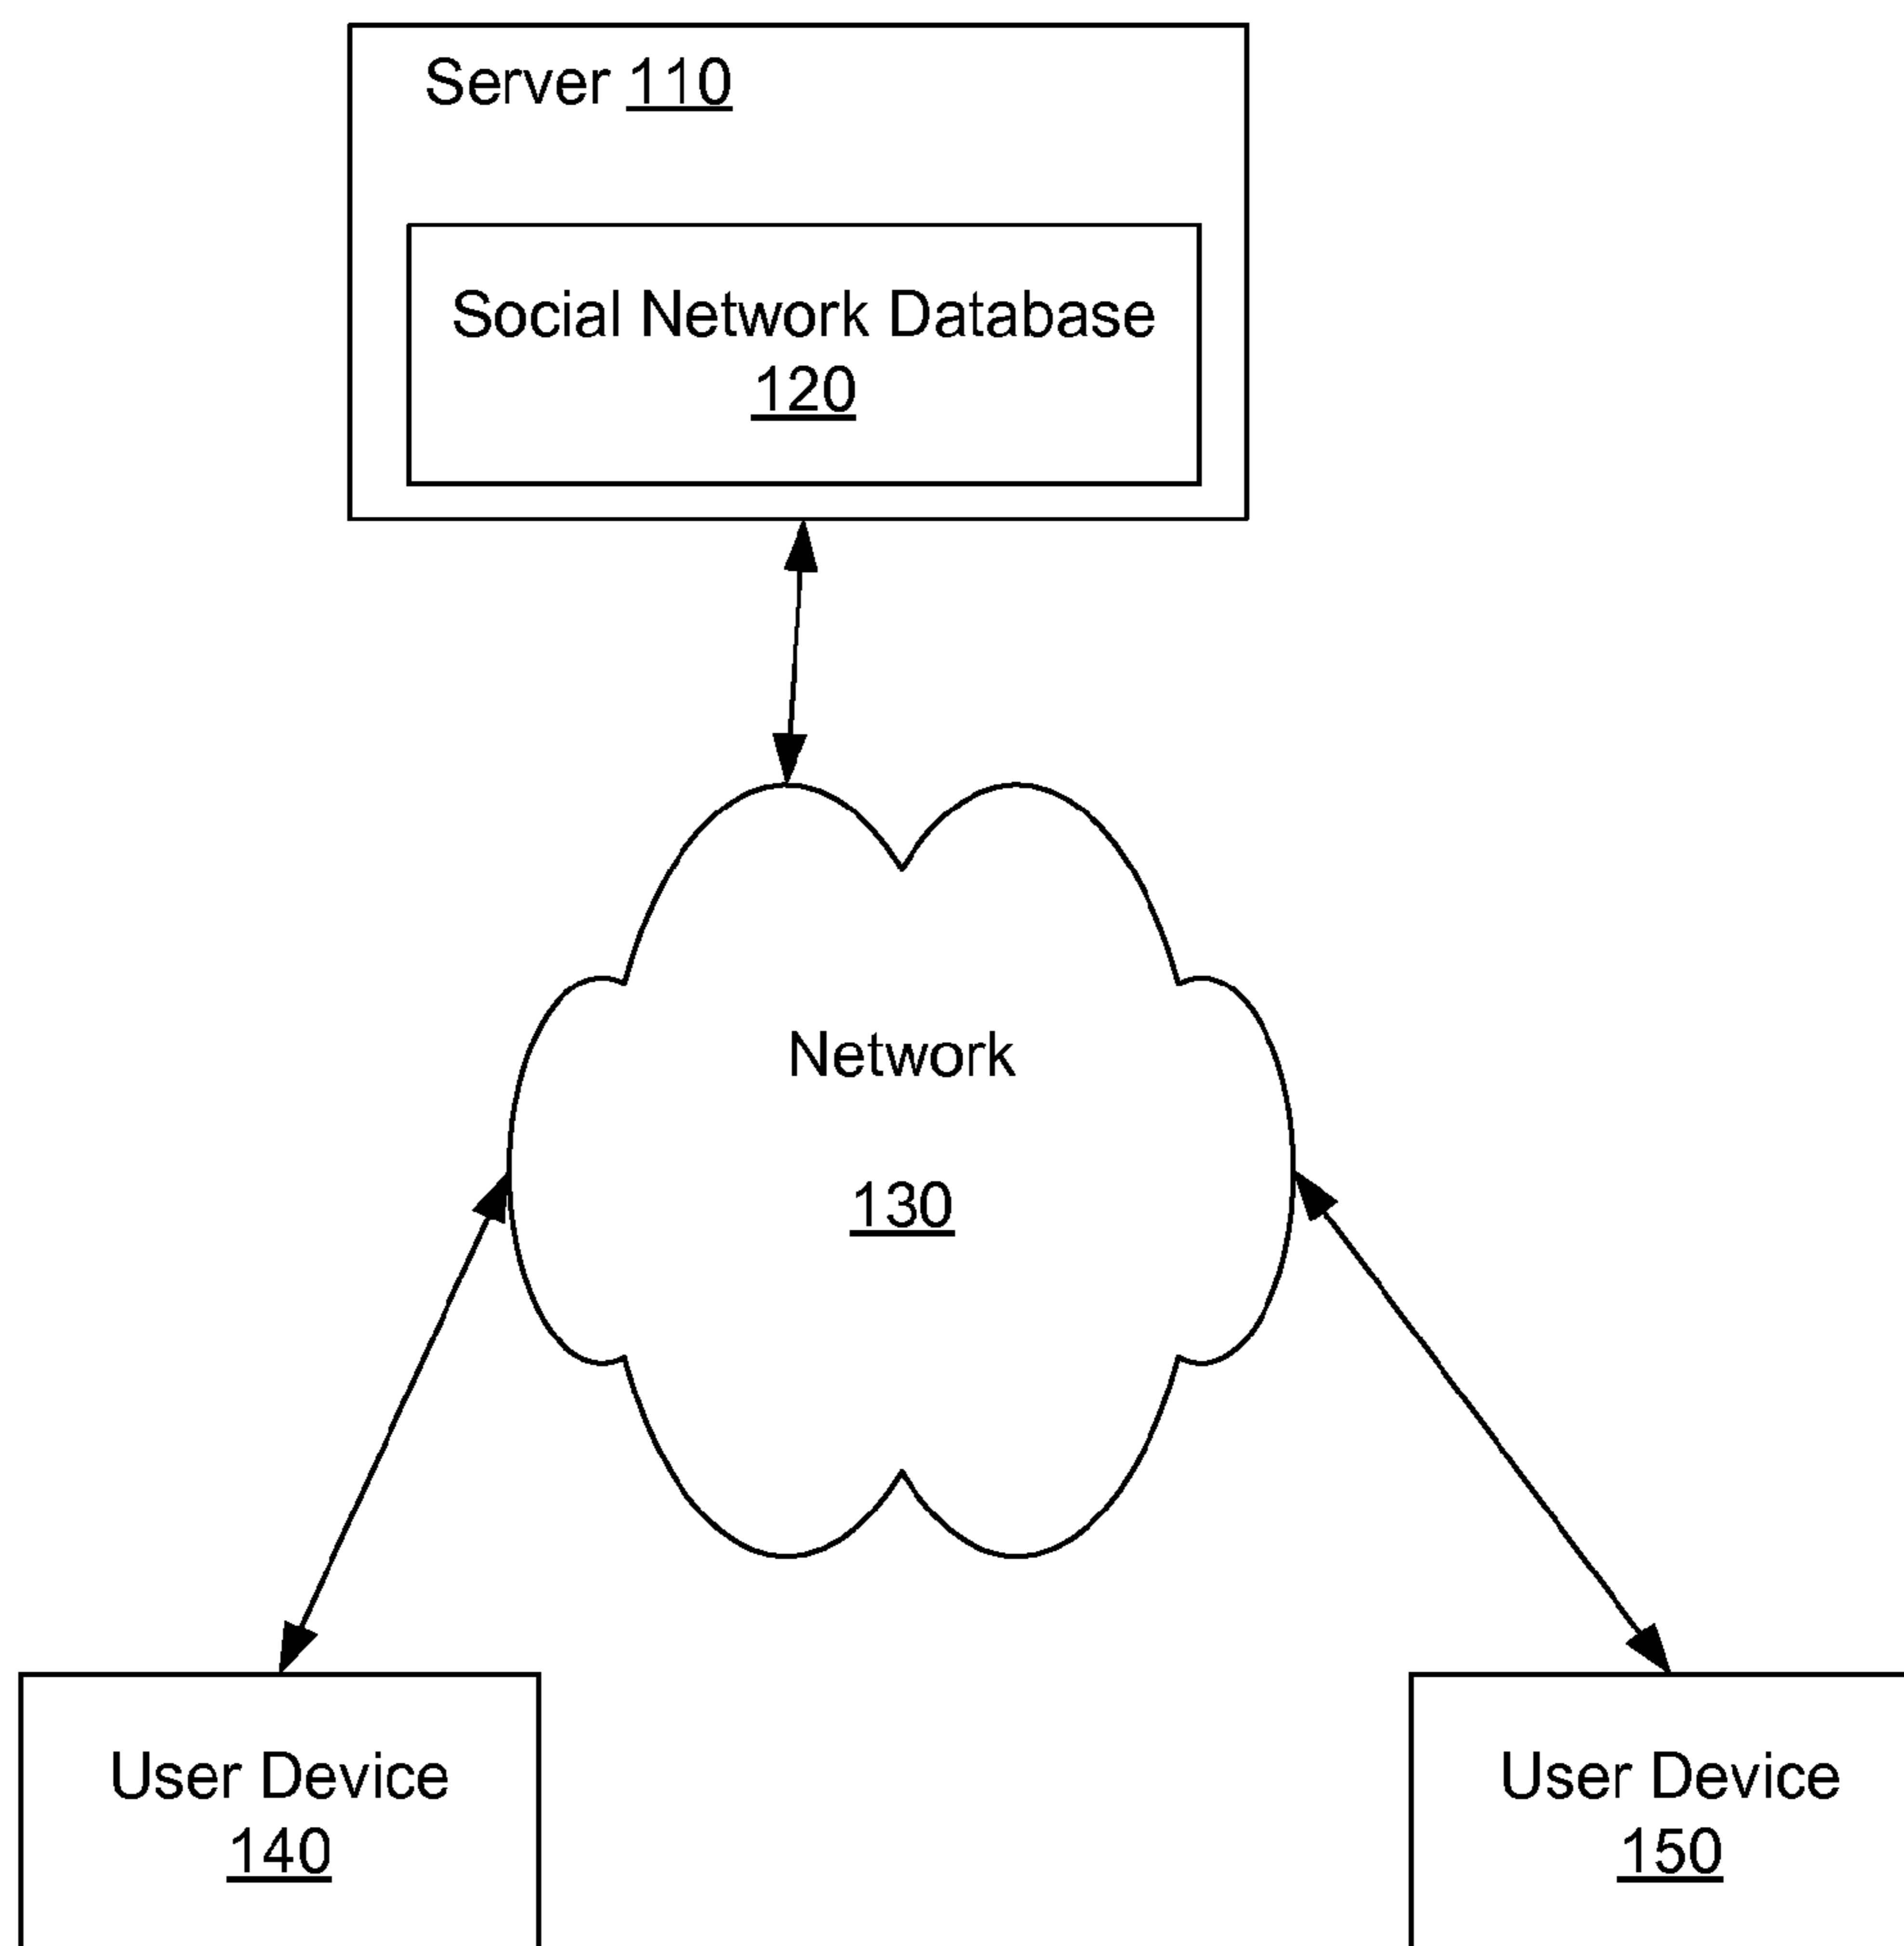 Server 110
Social Network Database
120
Network
130
User Device
140
User Device
150